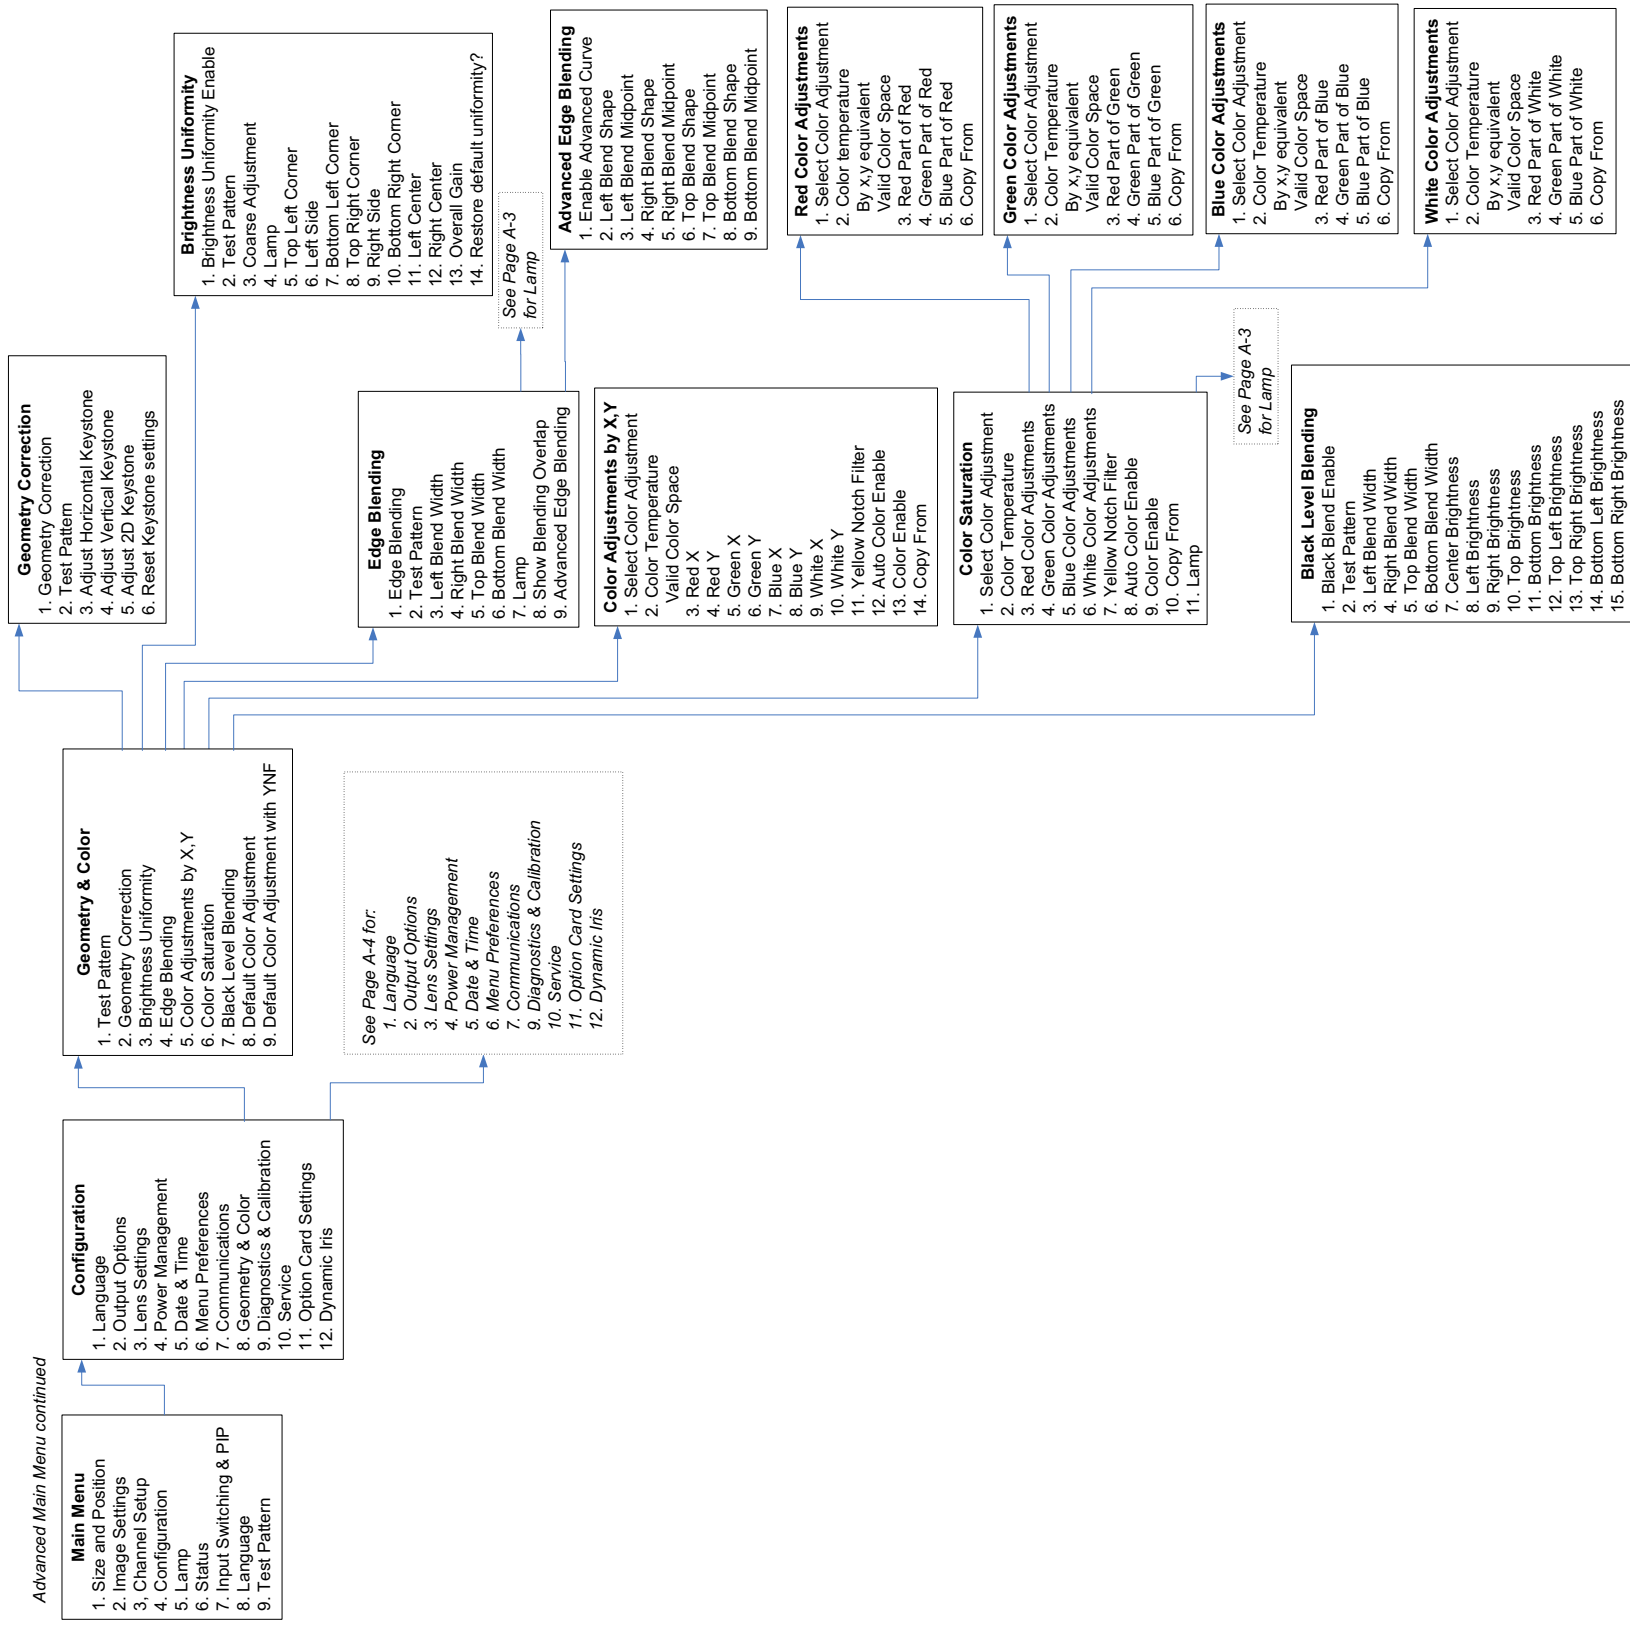 Advanced Main Menu continued
Main Menu
1. Size and Position
2. Image Settings
3, Channel Setup
4. Configuration
5. Lamp
6. Status
7. Input Switching & PIP
8. Language
9. Test Pattern
Configuration
1. Language
2. Output Options
3. Lens Settings
4. Power Management
5. Date & Time
6. Menu Preferences
7. Communications
8. Geometry & Color
9. Diagnostics & Calibration
10. Service
11. Option Card Settings
12. Dynamic Iris
Geometry & Color
1. Test Pattern
2. Geometry Correction
3. Brightness Uniformity
4. Edge Blending
5. Color Adjustments by X,Y
6. Color Saturation
7. Black Level Blending
8. Default Color Adjustment
9. Default Color Adjustment with YNF
See Page A-4 for:
1. Language
2. Output Options
3. Lens Settings
4. Power Management
5. Date & Time
6. Menu Preferences
7. Communications
9. Diagnostics & Calibration
10. Service
11. Option Card Settings
12. Dynamic Iris
Geometry Correction
1. Geometry Correction
2. Test Pattern
3. Adjust Horizontal Keystone
4. Adjust Vertical Keystone
5. Adjust 2D Keystone
6. Reset Keystone settings
Brightness Uniformity
1. Brightness Uniformity Enable
2. Test Pattern
3. Coarse Adjustment
4. Lamp
5. Top Left Corner
6. Left Side
7. Bottom Left Corner
8. Top Right Corner
9. Right Side
10. Bottom Right Corner
11. Left Center
12. Right Center
13. Overall Gain
14. Restore default uniformity?
Edge Blending
1. Edge Blending
2. Test Pattern
3. Left Blend Width
4. Right Blend Width
5. Top Blend Width
6. Bottom Blend Width
7. Lamp
8. Show Blending Overlap
9. Advanced Edge Blending
See Page A-3
for Lamp
Advanced Edge Blending
1. Enable Advanced Curve
2. Left Blend Shape
3. Left Blend Midpoint
4. Right Blend Shape
5. Right Blend Midpoint
6. Top Blend Shape
7. Top Blend Midpoint
8. Bottom Blend Shape
9. Bottom Blend Midpoint
Color Adjustments by X,Y
1. Select Color Adjustment
2. Color Temperature
Valid Color Space
3. Red X
4. Red Y
5. Green X
6. Green Y
7. Blue X
8. Blue Y
9. White X
10. White Y
11. Yellow Notch Filter
12. Auto Color Enable
13. Color Enable
14. Copy From
Color Saturation
1. Select Color Adjustment
2. Color Temperature
3. Red Color Adjustments
4. Green Color Adjustments
5. Blue Color Adjustments
6. White Color Adjustments
7. Yellow Notch Filter
8. Auto Color Enable
9. Color Enable
10. Copy From
11. Lamp
See Page A-3
for Lamp
Red Color Adjustments
1. Select Color Adjustment
2. Color temperature
By x,y equivalent
Valid Color Space
3. Red Part of Red
4. Green Part of Red
5. Blue Part of Red
6. Copy From
Green Color Adjustments
1. Select Color Adjustment
2. Color Temperature
By x,y equivalent
Valid Color Space
3. Red Part of Green
4. Green Part of Green
5. Blue Part of Green
6. Copy From
Blue Color Adjustments
1. Select Color Adjustment
2. Color Temperature
By x,y equivalent
Valid Color Space
3. Red Part of Blue
4. Green Part of Blue
5. Blue Part of Blue
6. Copy From
White Color Adjustments
1. Select Color Adjustment
2. Color Temperature
By x,y equivalent
Valid Color Space
3. Red Part of White
4. Green Part of White
5. Blue Part of White
6. Copy From
Black Level Blending
1. Black Blend Enable
2. Test Pattern
3. Left Blend Width
4. Right Blend Width
5. Top Blend Width
6. Bottom Blend Width
7. Center Brightness
8. Left Brightness
9. Right Brightness
10. Top Brightness
11. Bottom Brightness
12. Top Left Brightness
13. Top Right Brightness
14. Bottom Left Brightness
15. Bottom Right Brightness